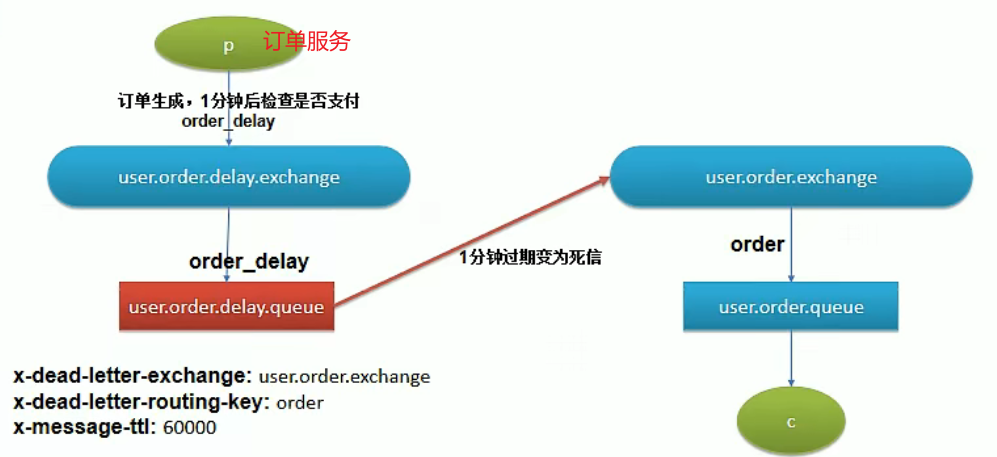 p 订单服务
订单生成，1分钟后检查是否支付
order_delay
user.order.delay.exchange
user.order.exchange
order_delay
1分钟过期变为死信
order
user.order.delay.queue
user.order.queue
x-dead-letter-exchange: user.order.exchange
x-dead-letter-routing-key: order
x-message-ttl: 60000
c